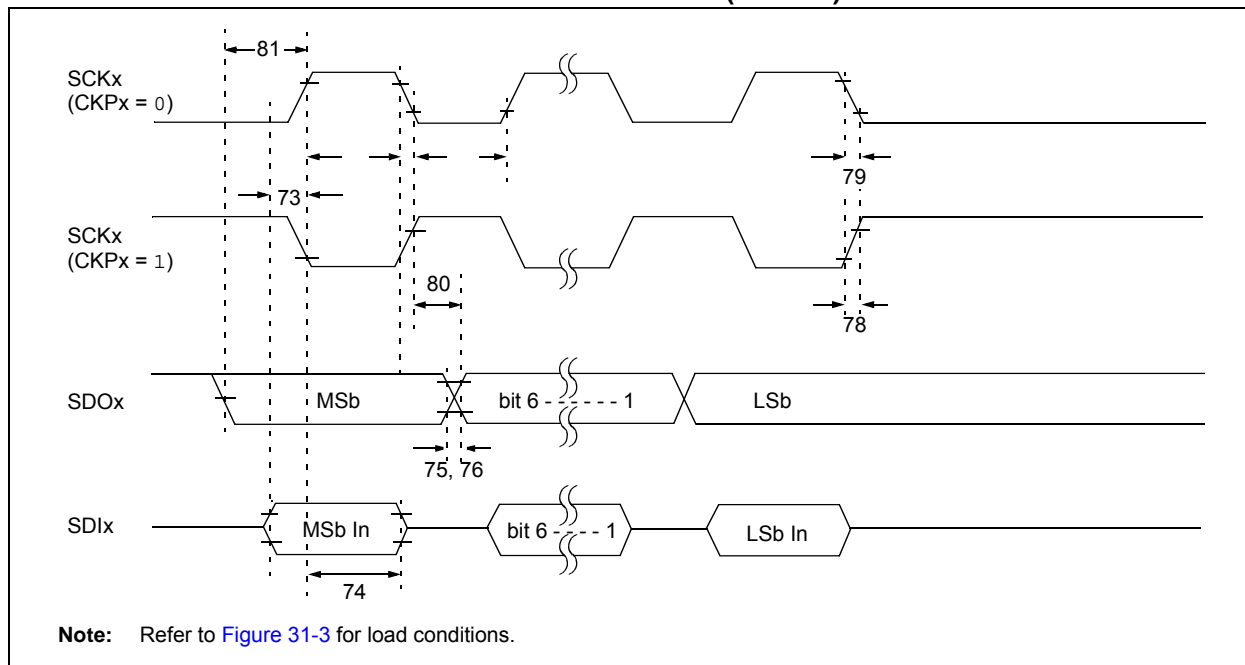 81
SCKx
(CKPx = 0)
79
73
SCKx
(CKPx = 1)
80
78
SDOx
MSb
bit 6 - - - - - - 1
LSb
75, 76
SDIx
MSb In
bit 6 - - - - 1
LSb In
74
Note: Refer to Figure 31-3 for load conditions.